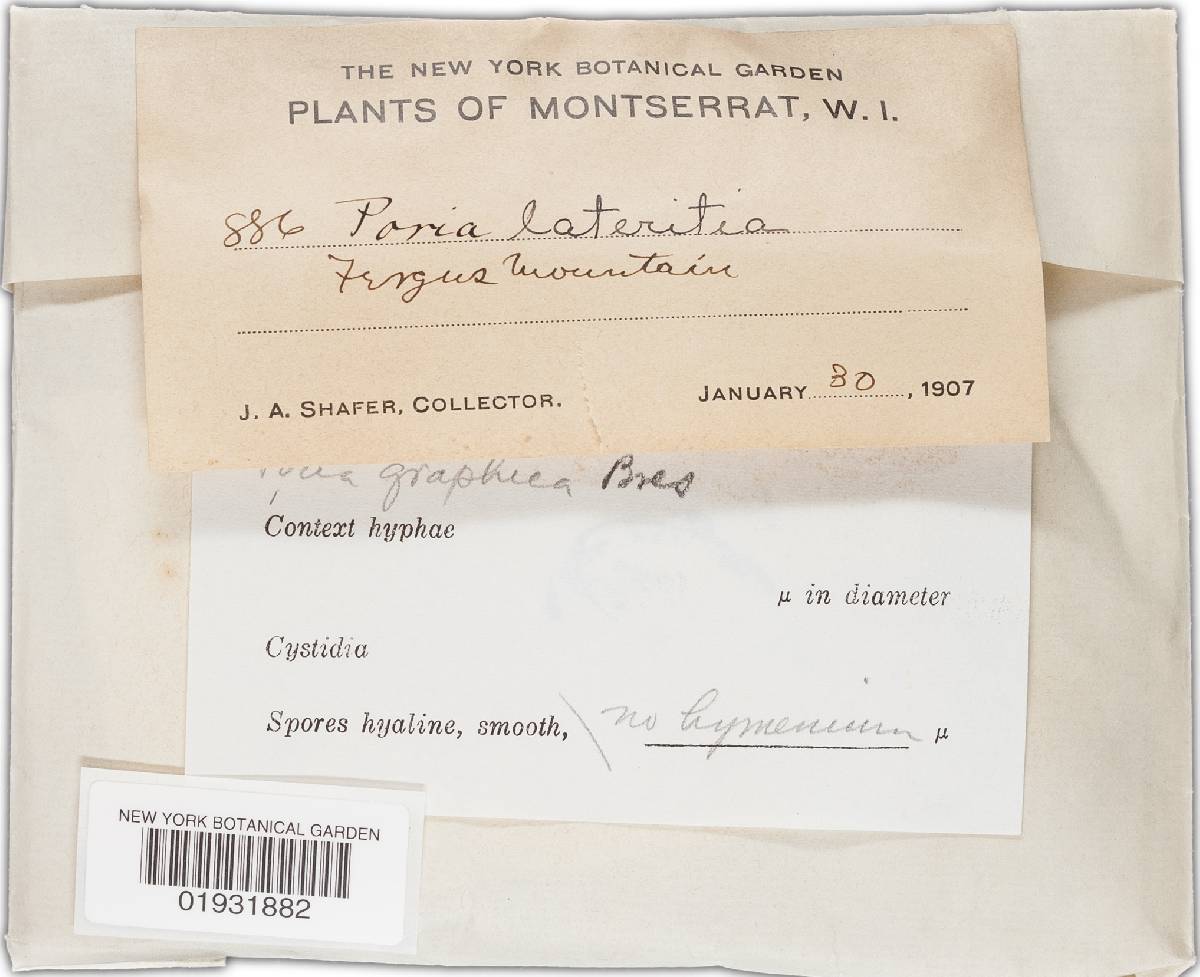 THE NEW YORK BOTANICAL GARDEN
PLANTS OF MONTSERRAT, W. I.
886 Poria lateritia
Fergus Mountain
J. A. SHAFER, COLLECTOR. JANUARY 30, 1907
Poria graphica Bres
Context hyphae
µ in diameter
Cystidia
Spores hyaline, smooth, \ no hymenium µ
NEW YORK BOTANICAL GARDEN
01931882